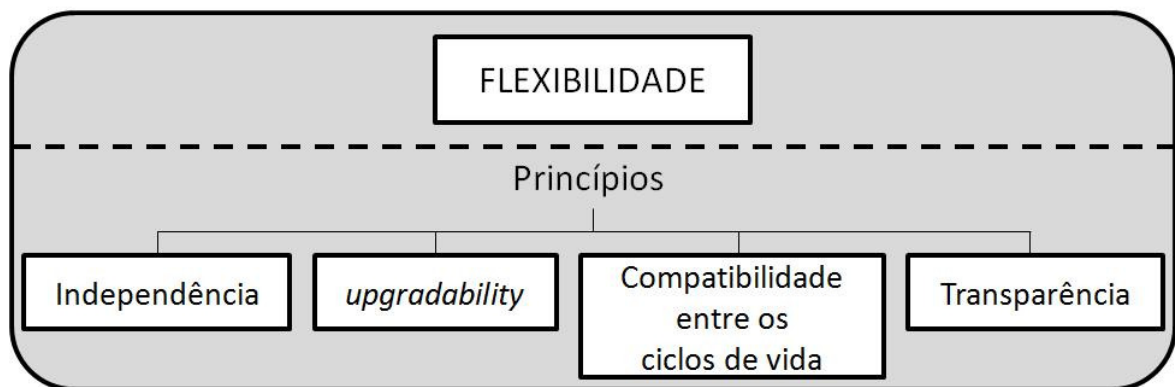 FLEXIBILIDADE
Princípios
Independência
upgradability
Compatibilidade
entre os
ciclos de vida
Transparência